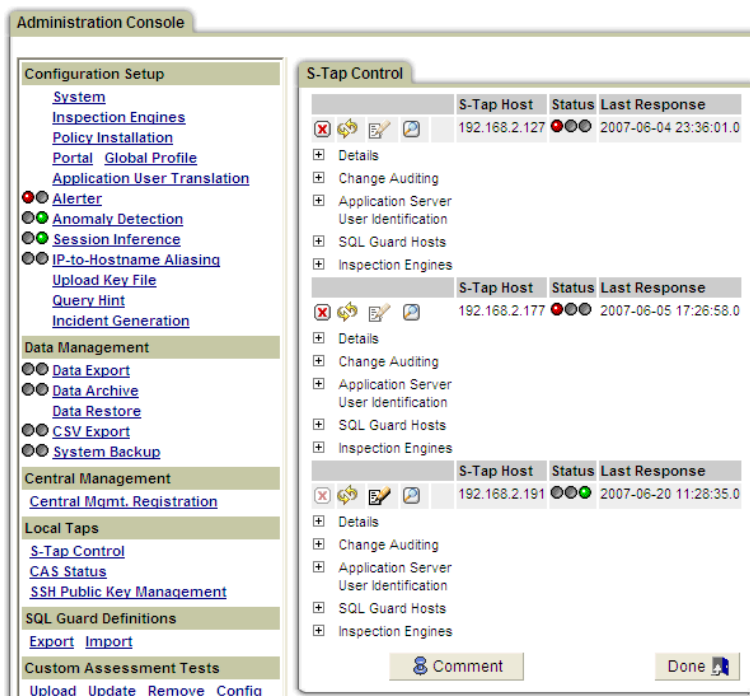 Administration Console
Configuration Setup
System
Inspection Engines
Policy Installation
Portal Global Profile
Application User Translation
Alerter
Anomaly Detection
Session Inference
IP-to-Hostname Aliasing
Upload Key File
Query Hint
Incident Generation
Data Management
Data Export
Data Archive
Data Restore
CSV Export
System Backup
Central Management
Central Mgmt. Registration
Local Taps
S-Tap Control
CAS Status
SSH Public Key Management
SQL Guard Definitions
Export Import
Custom Assessment Tests
Upload Update Remove Config
S-Tap Control
S-Tap Host Status Last Response
192.168.2.127 2007-06-04 23:36:01.0
Details
Change Auditing
Application Server
User Identification
SQL Guard Hosts
Inspection Engines
S-Tap Host Status Last Response
192.168.2.177 2007-06-05 17:26:58.0
Details
Change Auditing
Application Server
User Identification
SQL Guard Hosts
Inspection Engines
S-Tap Host Status Last Response
192.168.2.191 2007-06-20 11:28:35.0
Details
Change Auditing
Application Server
User Identification
SQL Guard Hosts
Inspection Engines
Comment
Done